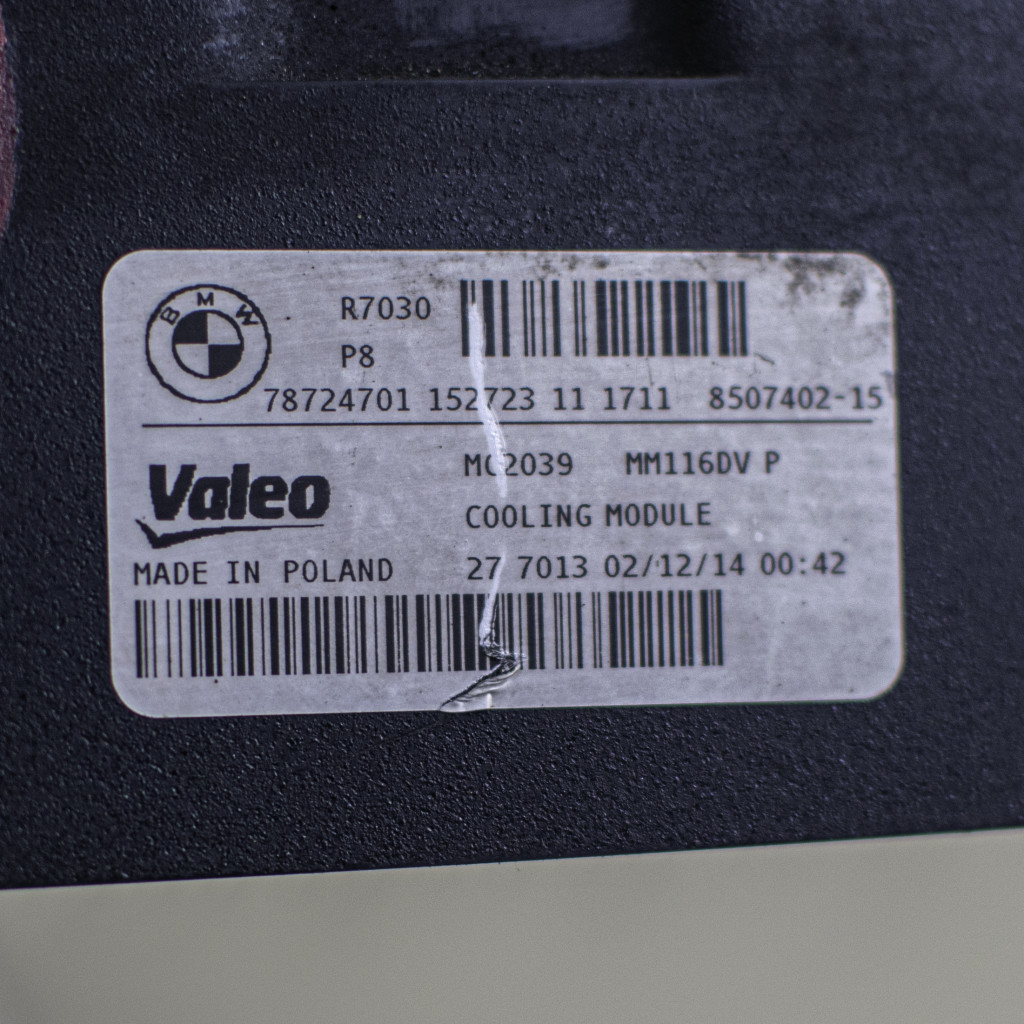 BMW
R7030
P8
78724701 152723 11 1711 8507402-15
Valeo
MC2039 MM116DV P
COOLING MODULE
MADE IN POLAND 27 7013 02/12/14 00:42